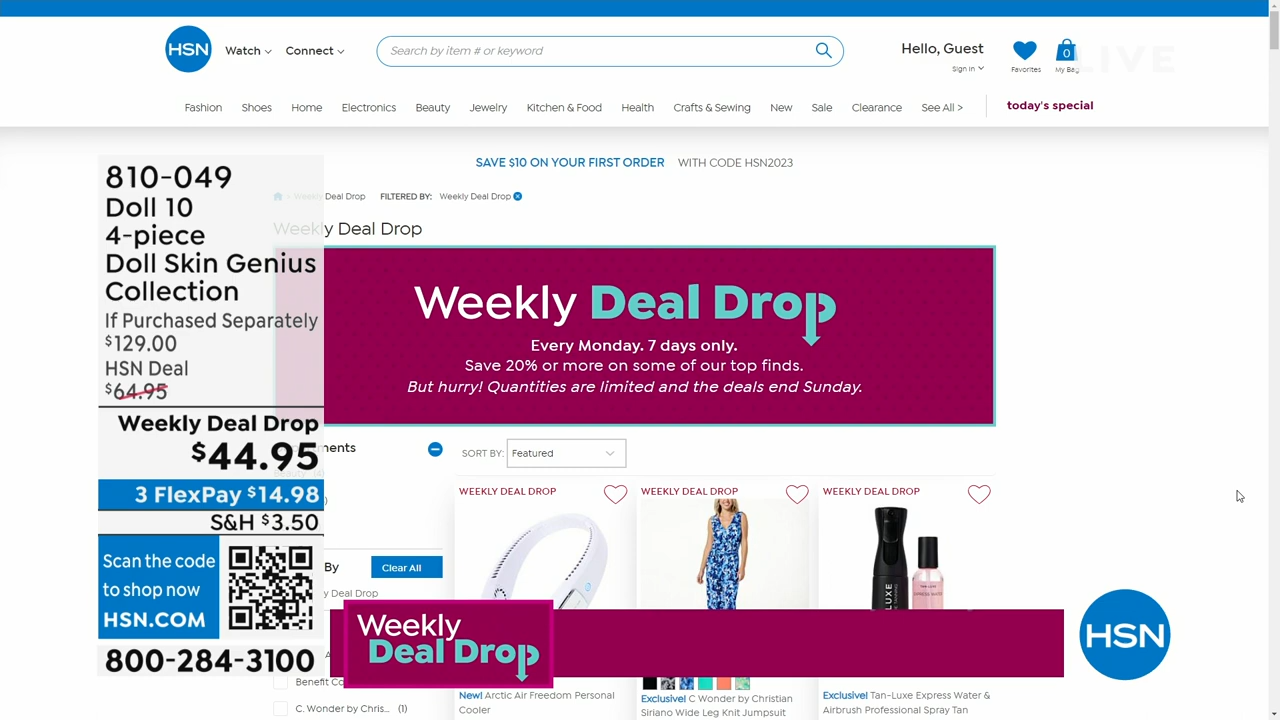 HSN
Watch
Connect
Search by item # or keyword
Hello, Guest
Sign in
Favorites
0
My Bag
LIVE
Fashion
Shoes
Home
Electronics
Beauty
Jewelry
Kitchen & Food
Health
Crafts & Sewing
New
Sale
Clearance
See All >
today's special
SAVE $10 ON YOUR FIRST ORDER WITH CODE HSN2023
> Weekly Deal Drop FILTERED BY: Weekly Deal Drop
Weekly Deal Drop
Weekly Deal Drop
Every Monday. 7 days only.
Save 20% or more on some of our top finds.
But hurry! Quantities are limited and the deals end Sunday.
810-049
Doll 10
4-piece
Doll Skin Genius
Collection
If Purchased Separately
$129.00
HSN Deal
$64.95
Weekly Deal Drop
$44.95
3 FlexPay $14.98
S&H $3.50
Scan the code
to shop now
HSN.COM
800-284-3100
SORT BY: Featured
By
Clear All
Deal Drop
C. Wonder by Chris... (1)
WEEKLY DEAL DROP
WEEKLY DEAL DROP
WEEKLY DEAL DROP
LUXE
Weekly
Deal Drop
New! Arctic Air Freedom Personal
Cooler
Exclusive! C Wonder by Christian
Siriano Wide Leg Knit Jumpsuit
Exclusive! Tan-Luxe Express Water &
Airbrush Professional Spray Tan
HSN